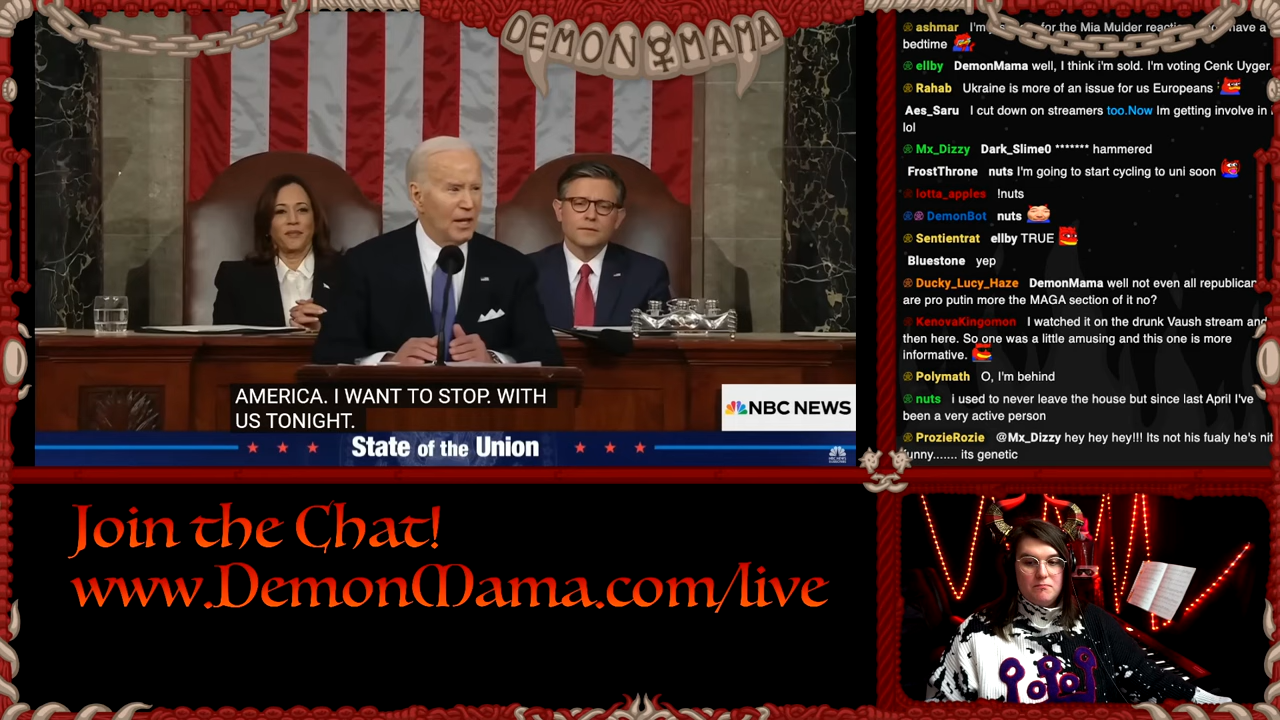 DEMON MAMA
ashmar I'm for the Mia Mulder have a
bedtime
ellby DemonMama well, I think i'm sold. I'm voting Cenk Uyger.
Rahab Ukraine is more of an issue for us Europeans
Aes_Saru I cut down on streamers too.Now Im getting involve in
lol
Mx_Dizzy Dark_Slime0 ******* hammered
FrostThrone nuts I'm going to start cycling to uni soon
lotta_apples !nuts
DemonBot nuts
Sentientrat ellby TRUE
Bluestone yep
Ducky_Lucy_Haze DemonMama well not even all republican
are pro putin more the MAGA section of it no?
KenovaKingomon I watched it on the drunk Vaush stream and
then here. So one was a little amusing and this one is more
informative.
Polymath O, I'm behind
nuts i used to never leave the house but since last April I've
been a very active person
ProzieRozie @Mx_Dizzy hey hey hey!!! Its not his fualy he's nit
funny....... its genetic
AMERICA. I WANT TO STOP. WITH
US TONIGHT.
NBC NEWS
State of the Union
Join the Chat!
www.DemonMama.com/live